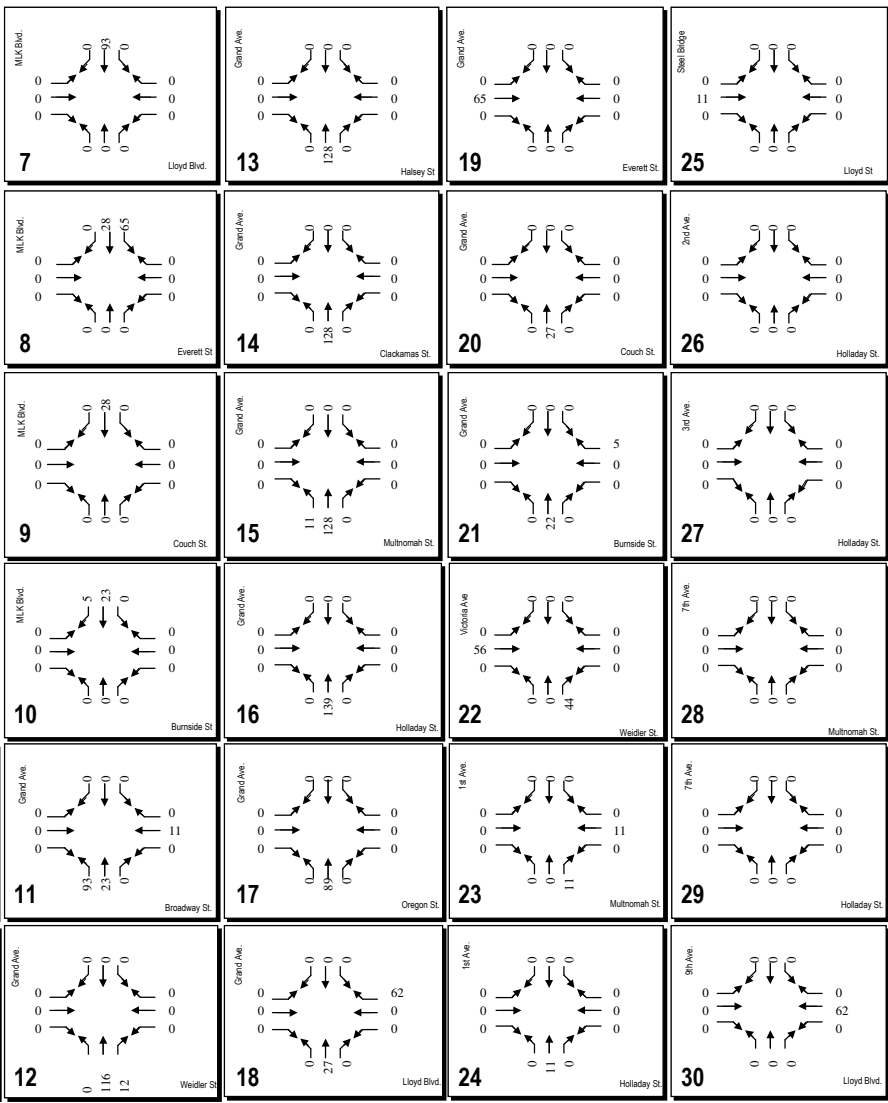 MLK Blvd.
0 93 0
0 0
0 0
0 0
0 0 0
7 Lloyd Blvd.
Grand Ave.
0 0 0
0 0
0 0
0 0
0 128 0
13 Halsey St
Grand Ave.
0 0 0
0 0
65 0
0 0
0 0 0
19 Everett St.
Steel Bridge
0 0 0
0 0
11 0
0 0
0 0 0
25 Lloyd St
MLK Blvd.
0 28 65
0 0
0 0
0 0
0 0 0
8 Everett St
Grand Ave.
0 0 0
0 0
0 0
0 0
0 128 0
14 Clackamas St.
Grand Ave.
0 0 0
0 0
0 0
0 0
0 27 0
20 Couch St.
2nd Ave.
0 0 0
0 0
0 0
0 0
0 0 0
26 Holladay St.
MLK Blvd.
0 28 0
0 0
0 0
0 0
0 0 0
9 Couch St.
Grand Ave.
0 0 0
0 0
0 0
0 0
11 128 0
15 Multnomah St.
Grand Ave.
0 0 0
0 5
0 0
0 0
0 22 0
21 Burnside St.
3rd Ave.
0 0 0
0 0
0 0
0 0
0 0 0
27 Holladay St.
MLK Blvd.
5 23 0
0 0
0 0
0 0
0 0 0
10 Burnside St
Grand Ave.
0 0 0
0 0
0 0
0 0
0 139 0
16 Holladay St.
Victoria Ave
0 0 0
0 0
56 0
0 0
0 0 44
22 Weidler St.
7th Ave.
0 0 0
0 0
0 0
0 0
0 0 0
28 Multnomah St.
Grand Ave.
0 0 0
0 0
0 11
0 0
93 23 0
11 Broadway St.
Grand Ave.
0 0 0
0 0
0 0
0 0
0 89 0
17 Oregon St.
1st Ave.
0 0 0
0 0
0 11
0 0
0 0 11
23 Multnomah St.
7th Ave.
0 0 0
0 0
0 0
0 0
0 0 0
29 Holladay St.
Grand Ave.
0 0 0
0 0
0 0
0 0
0 116 12
12 Weidler St
Grand Ave.
0 0 0
0 62
0 0
0 0
0 27 0
18 Lloyd Blvd.
1st Ave.
0 0 0
0 0
0 0
0 0
0 11 0
24 Holladay St.
9th Ave.
0 0 0
0 0
0 62
0 0
0 0 0
30 Lloyd Blvd.